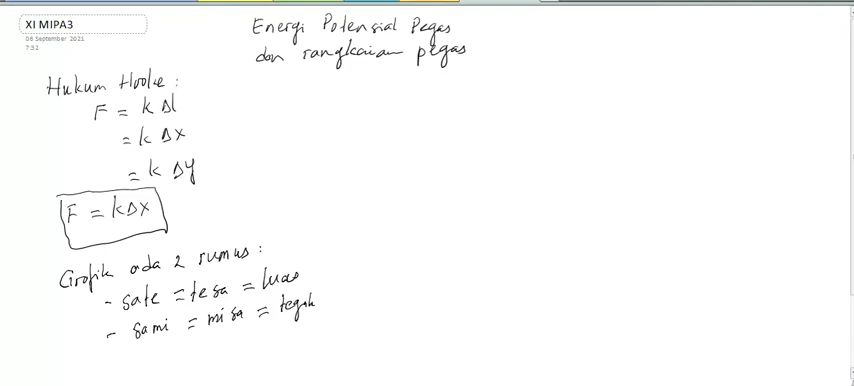 XI MIPA3
08 September 2021
7:52
Energi Potensial Pegas
dan rangkaian pegas
Hukum Hooke :
F = k Δl
= k Δx
= k Δy
F = kΔx
Grafik ada 2 rumus :
- sate = tesa = luas
- sami = misa = tegak